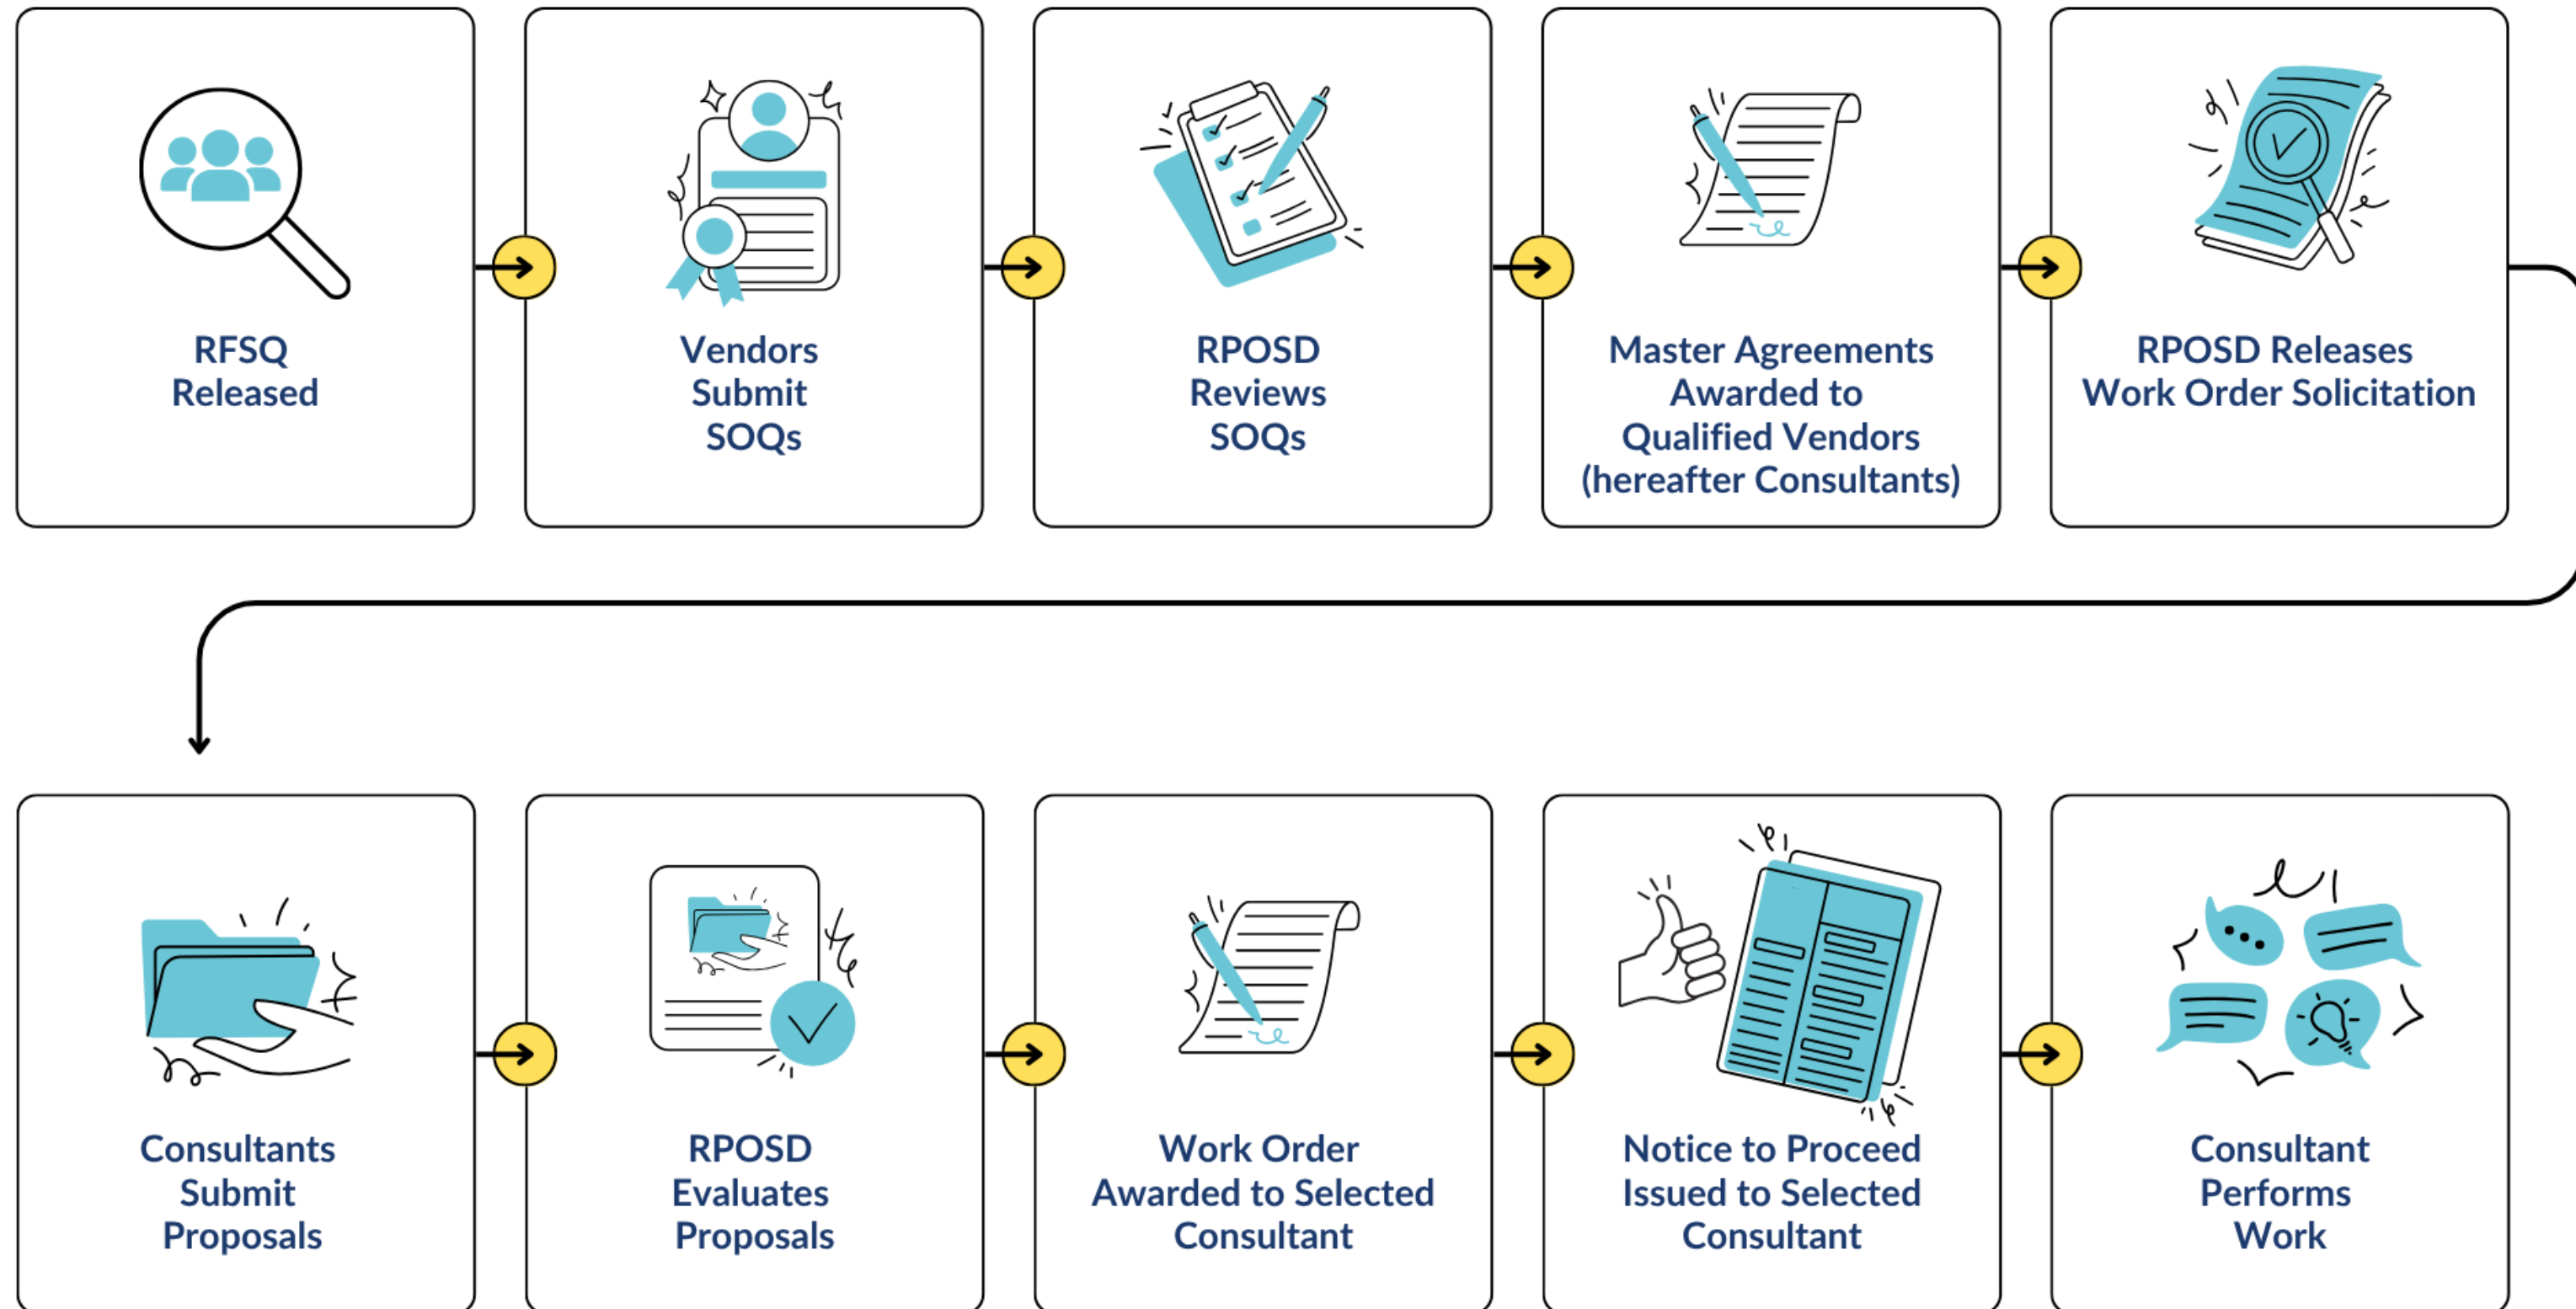 RFSQ
Released
Vendors
Submit
SOQs
RPOSD
Reviews
SOQs
Master Agreements
Awarded to
Qualified Vendors
(hereafter Consultants)
RPOSD Releases
Work Order Solicitation
Consultants
Submit
Proposals
RPOSD
Evaluates
Proposals
Work Order
Awarded to Selected
Consultant
Notice to Proceed
Issued to Selected
Consultant
Consultant
Performs
Work